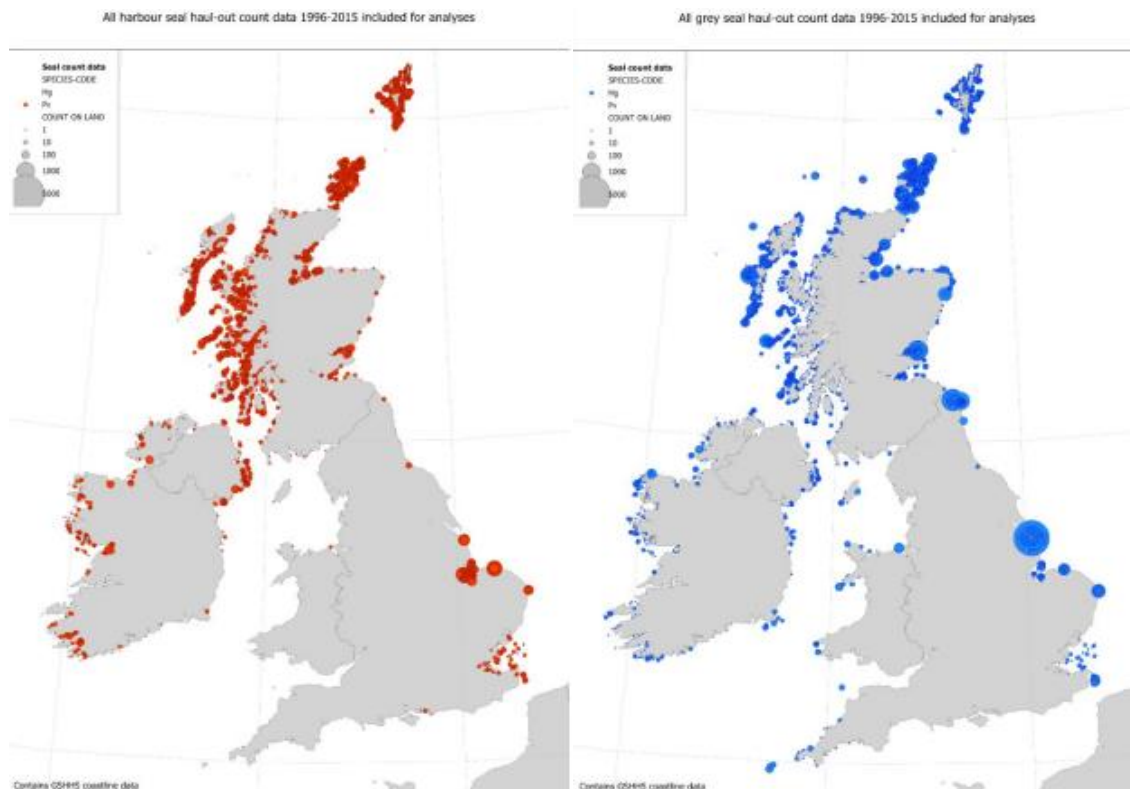 All harbour seal haul-out count data 1996-2015 included for analyses
Seal count data
SPECIES-CODE
Hg
Pv
COUNT ON LAND
1
10
100
1000
5000
Contains GSHHS coastline data
All grey seal haul-out count data 1996-2015 included for analyses
Seal count data
SPECIES-CODE
Hg
Pv
COUNT ON LAND
1
10
100
1000
5000
Contains GSHHS coastline data